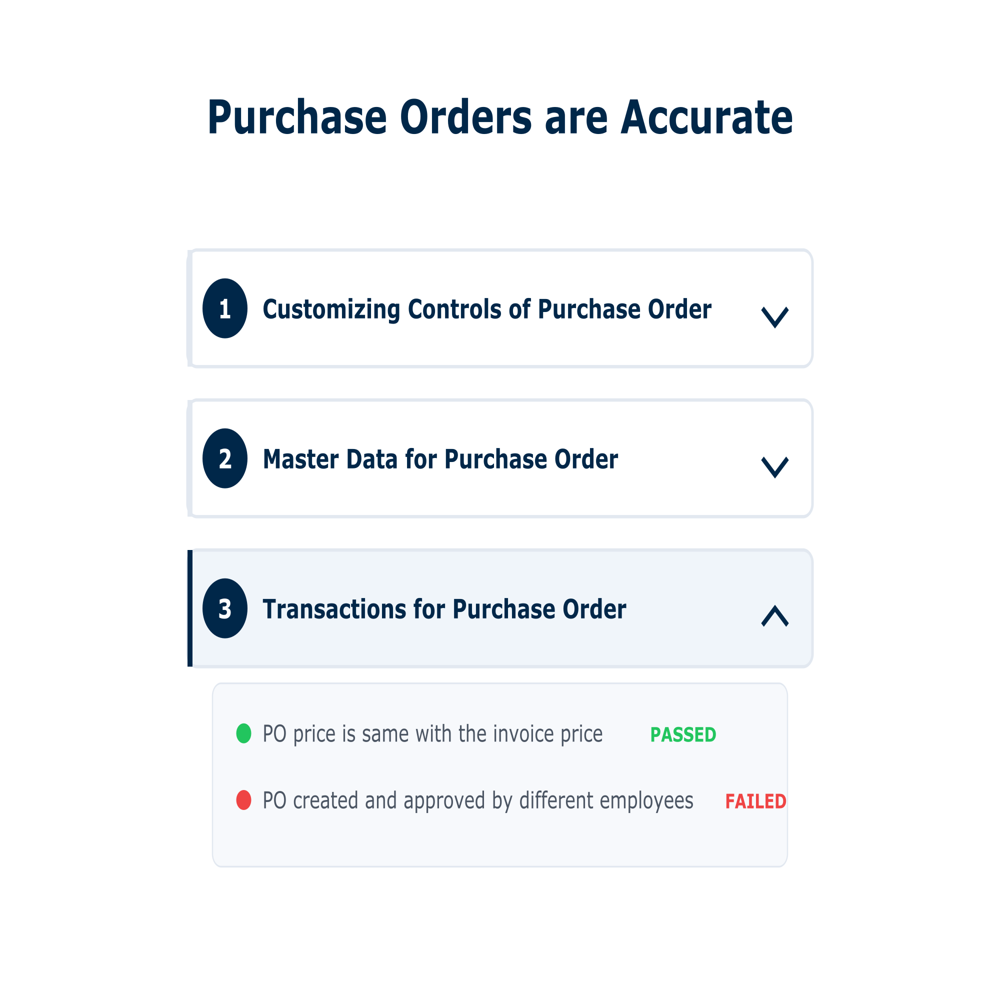 Purchase Orders are Accurate
1 Customizing Controls of Purchase Order
2 Master Data for Purchase Order
3 Transactions for Purchase Order
PO price is same with the invoice price PASSED
PO created and approved by different employees FAILED